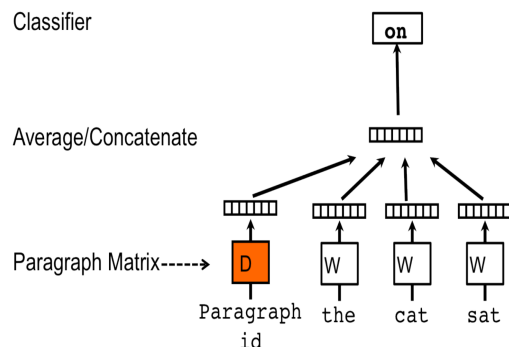 Classifier
on
Average/Concatenate
Paragraph Matrix
D
W
W
W
Paragraph
id
the
cat
sat